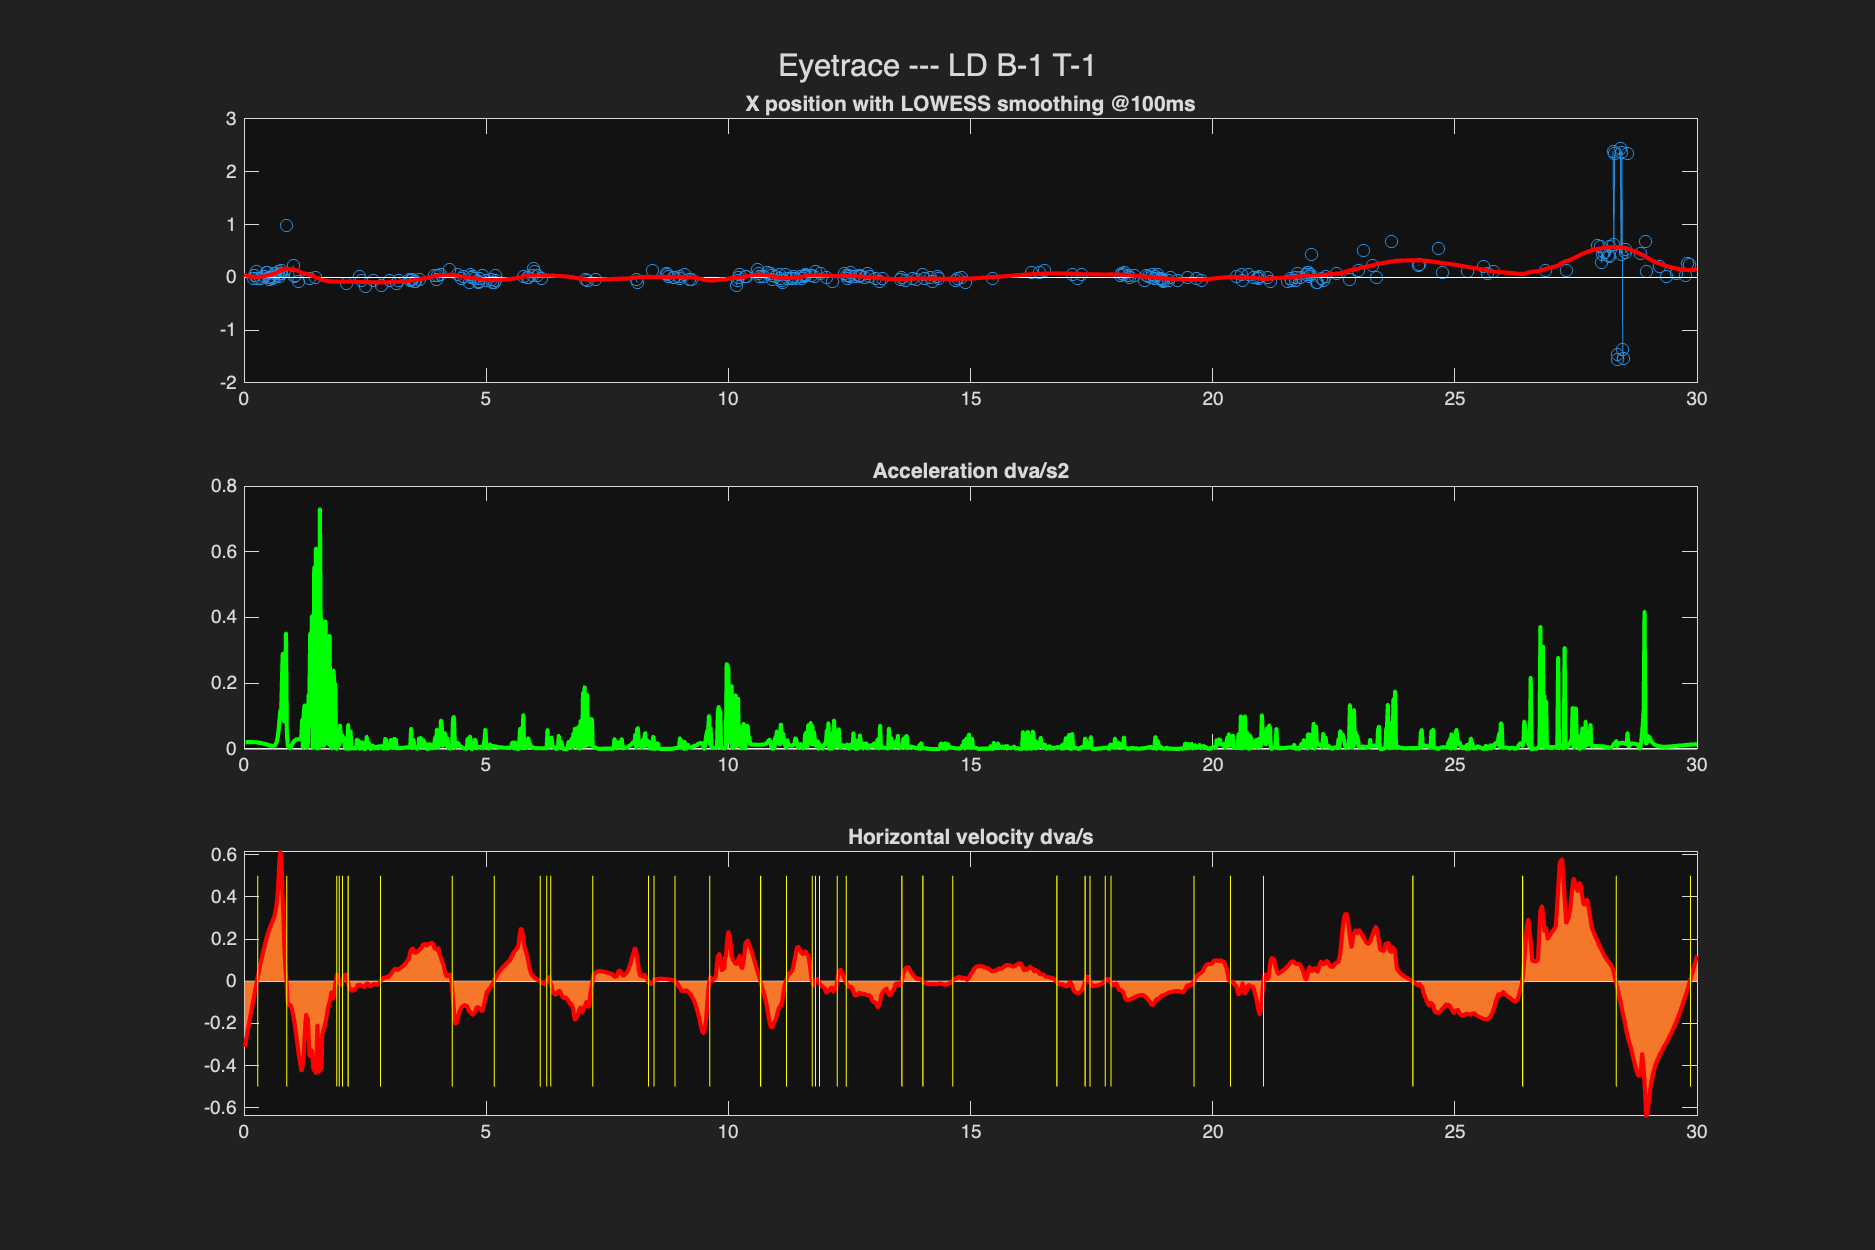 Eyetrace --- LD B-1 T-1
X position with LOWESS smoothing @100ms
3
2
1
0
-1
-2
0 5 10 15 20 25 30
Acceleration dva/s2
0.8
0.6
0.4
0.2
0
0 5 10 15 20 25 30
Horizontal velocity dva/s
0.6
0.4
0.2
0
-0.2
-0.4
-0.6
0 5 10 15 20 25 30